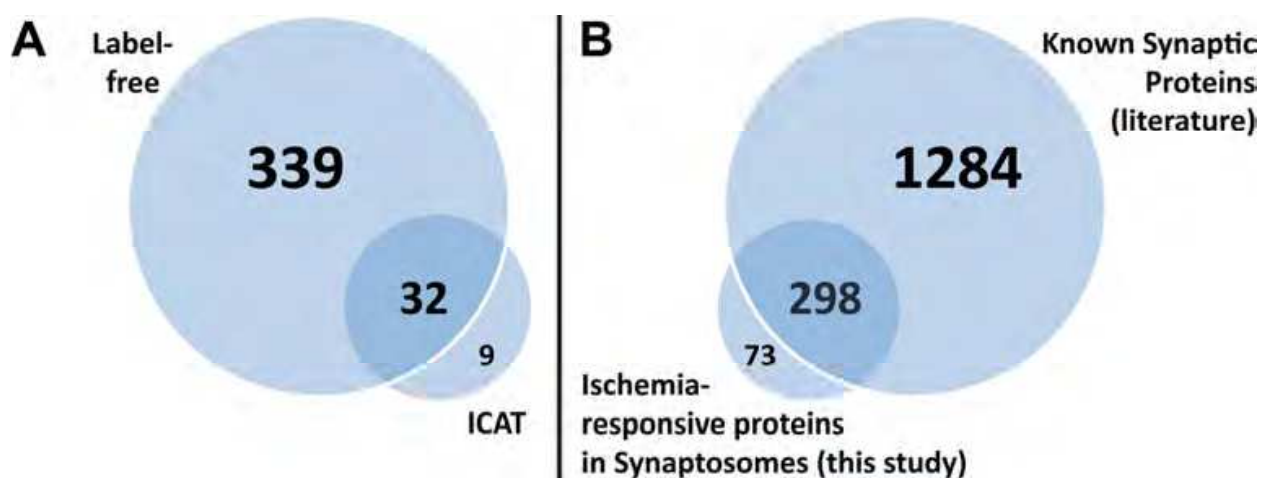 A
Label-
free
339
32
9
ICAT
B
Known Synaptic
Proteins
(literature)
1284
298
73
Ischemia-
responsive proteins
in Synaptosomes (this study)